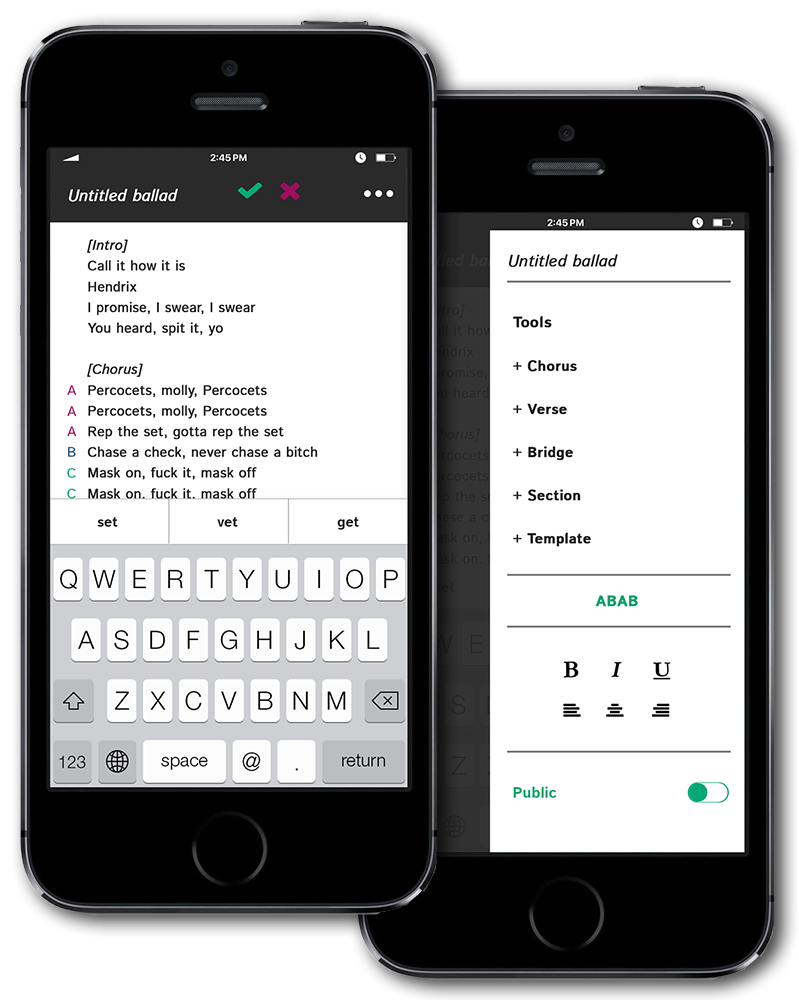 2:45 PM
Untitled ballad
[Intro]
Call it how it is
Hendrix
I promise, I swear, I swear
You heard, spit it, yo
[Chorus]
A Percocets, molly, Percocets
A Percocets, molly, Percocets
A Rep the set, gotta rep the set
B Chase a check, never chase a bitch
C Mask on, fuck it, mask off
C Mask on, fuck it, mask off
set vet get
Q W E R T Y U I O P
A S D F G H J K L
Z X C V B N M
123 space @ . return
2:45 PM
Untitled ballad
Tools
+ Chorus
+ Verse
+ Bridge
+ Section
+ Template
ABAB
B I U
Public